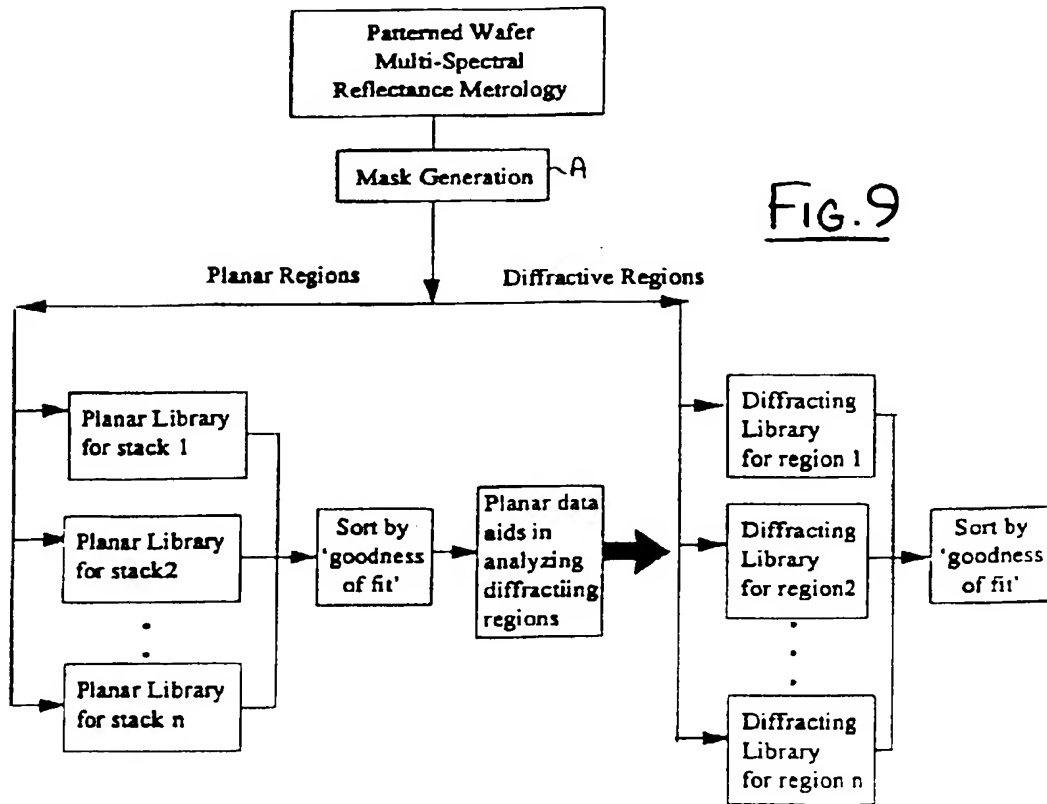 Patterned Wafer
Multi-Spectral
Reflectance Metrology
Mask Generation
A
FIG. 9
Planar Regions
Diffractive Regions
Planar Library
for stack 1
Planar Library
for stack2
Planar Library
for stack n
Sort by
‘goodness
of fit’
Planar data
aids in
analyzing
diffractiing
regions
Diffracting
Library
for region 1
Diffracting
Library
for region2
Diffracting
Library
for region n
Sort by
‘goodness
of fit’